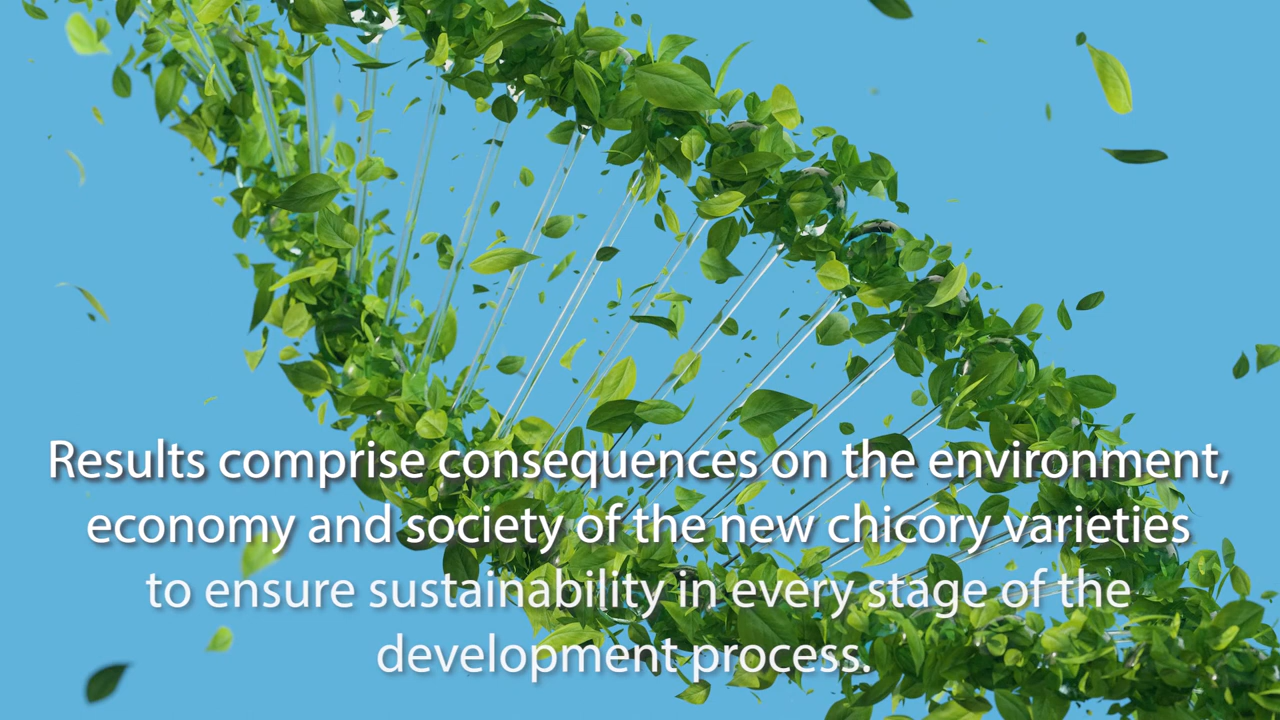 Results comprise consequences on the environment,
economy and society of the new chicory varieties
to ensure sustainability in every stage of the
development process.